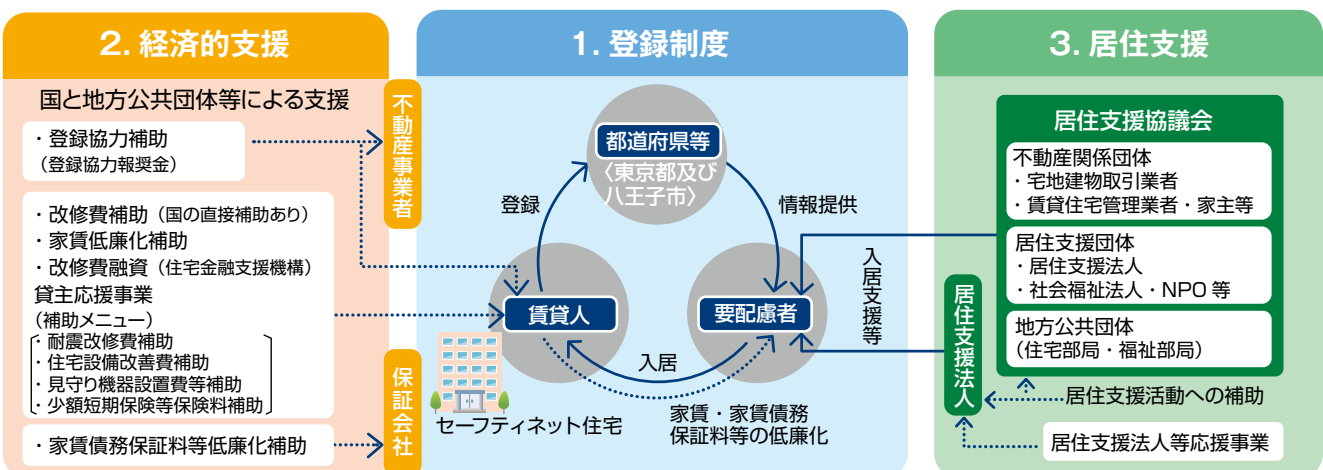 2. 経済的支援
国と地方公共団体等による支援
・登録協力補助
（登録協力報奨金）
・改修費補助（国の直接補助あり）
・家賃低廉化補助
・改修費融資（住宅金融支援機構）
貸主応援事業
（補助メニュー）
・耐震改修費補助
・住宅設備改善費補助
・見守り機器設置費等補助
・少額短期保険等保険料補助
・家賃債務保証料等低廉化補助
不動産事業者
保証会社
1. 登録制度
都道府県等
〈東京都及び
八王子市〉
登録
情報提供
賃貸人
要配慮者
入居
セーフティネット住宅
家賃・家賃債務
保証料等の低廉化
入居支援等
3. 居住支援
居住支援協議会
不動産関係団体
・宅地建物取引業者
・賃貸住宅管理業者・家主等
居住支援団体
・居住支援法人
・社会福祉法人・NPO 等
地方公共団体
（住宅部局・福祉部局）
居住支援法人
居住支援活動への補助
居住支援法人等応援事業